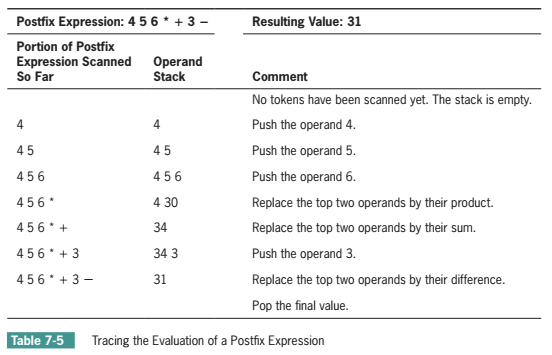 Postfix Expression: 4 5 6 * + 3 – Resulting Value: 31
Portion of Postfix
Expression Scanned Operand
So Far Stack Comment
No tokens have been scanned yet. The stack is empty.
4 4 Push the operand 4.
4 5 4 5 Push the operand 5.
4 5 6 4 5 6 Push the operand 6.
4 5 6 * 4 30 Replace the top two operands by their product.
4 5 6 * + 34 Replace the top two operands by their sum.
4 5 6 * + 3 34 3 Push the operand 3.
4 5 6 * + 3 – 31 Replace the top two operands by their difference.
Pop the final value.
Table 7-5 Tracing the Evaluation of a Postfix Expression